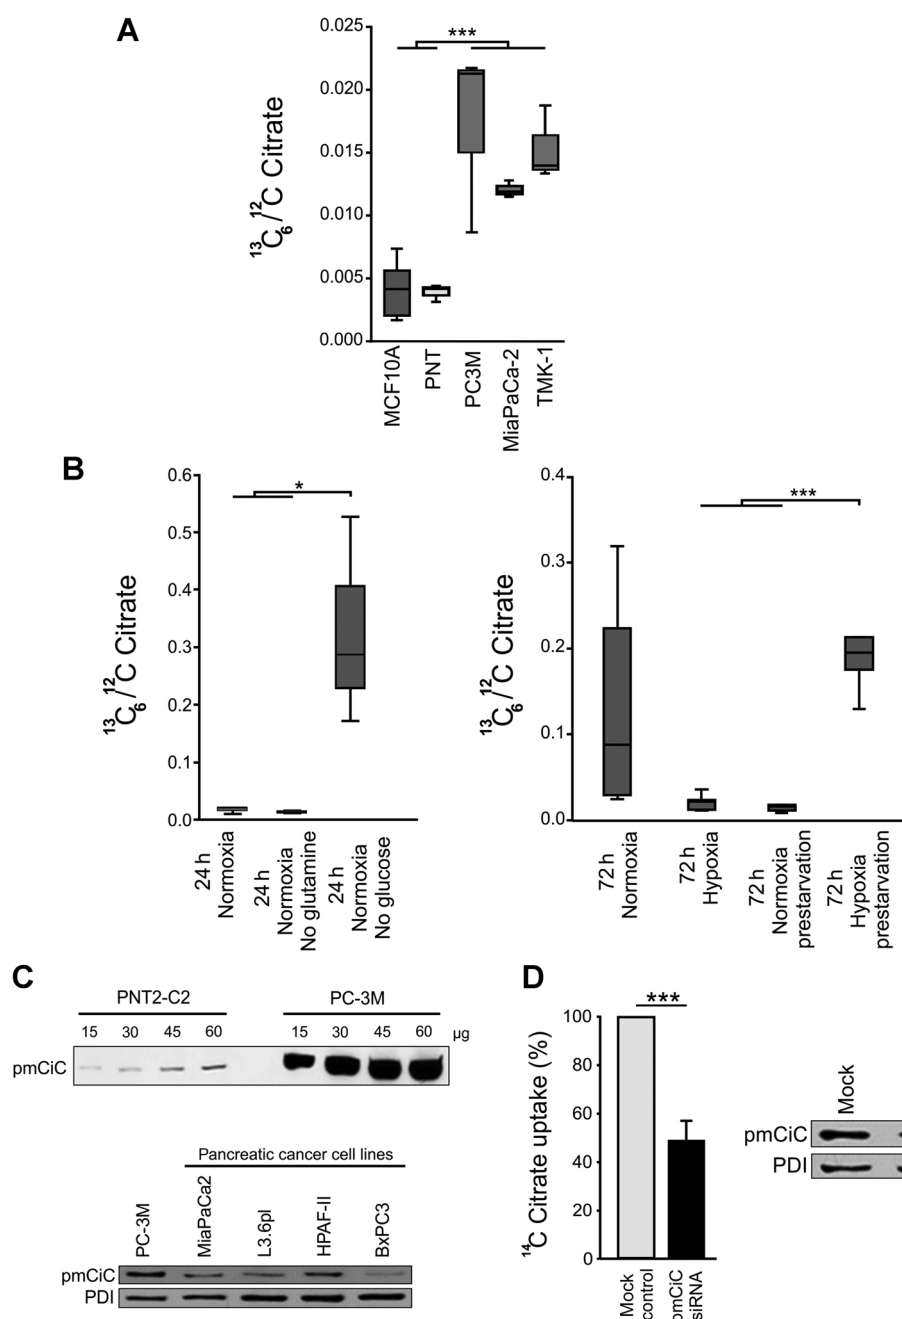 A
***
0.025
0.020
0.015
0.010
0.005
0.000
13C6/12C Citrate
MCF10A
PNT
PC3M
MiaPaCa-2
TMK-1
B
*
0.6
0.5
0.4
0.3
0.2
0.1
0.0
13C6/12C Citrate
24 h
Normoxia
24 h
Normoxia
No glutamine
24 h
Normoxia
No glucose
***
0.4
0.3
0.2
0.1
0.0
13C6/12C Citrate
72 h
Normoxia
72 h
Hypoxia
72 h
Normoxia
prestarvation
72 h
Hypoxia
prestarvation
C
PNT2-C2
PC-3M
15 30 45 60 15 30 45 60 µg
pmCiC
Pancreatic cancer cell lines
PC-3M
MiaPaCa2
L3.6pl
HPAF-II
BxPC3
pmCiC
PDI
D
***
100
80
60
40
20
0
14C Citrate uptake (%)
Mock
control
pmCiC
siRNA
Mock
pmCiC
PDI